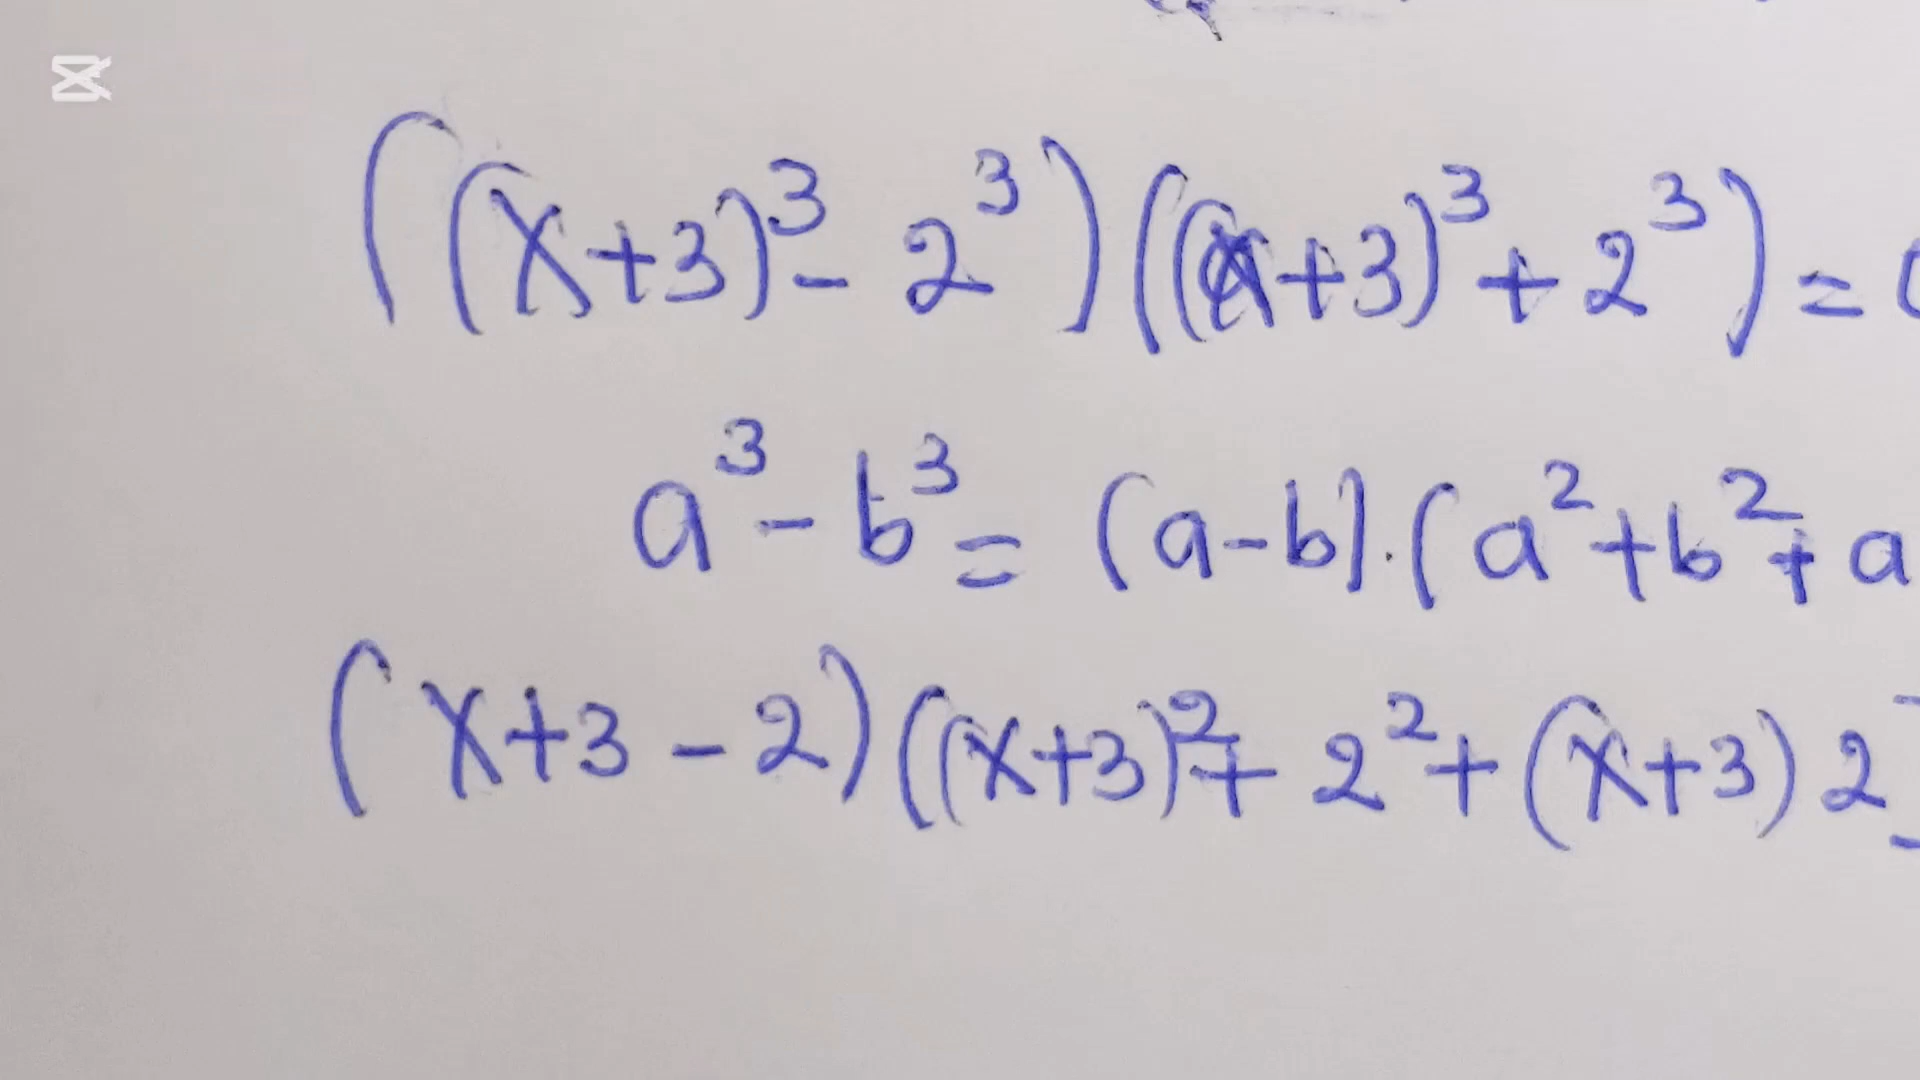 ((x+3)³ - 2³)((x+3)³ + 2³) =
a³ - b³ = (a-b).(a²+b²+a
(x+3-2)((x+3)²+2²+(x+3)2